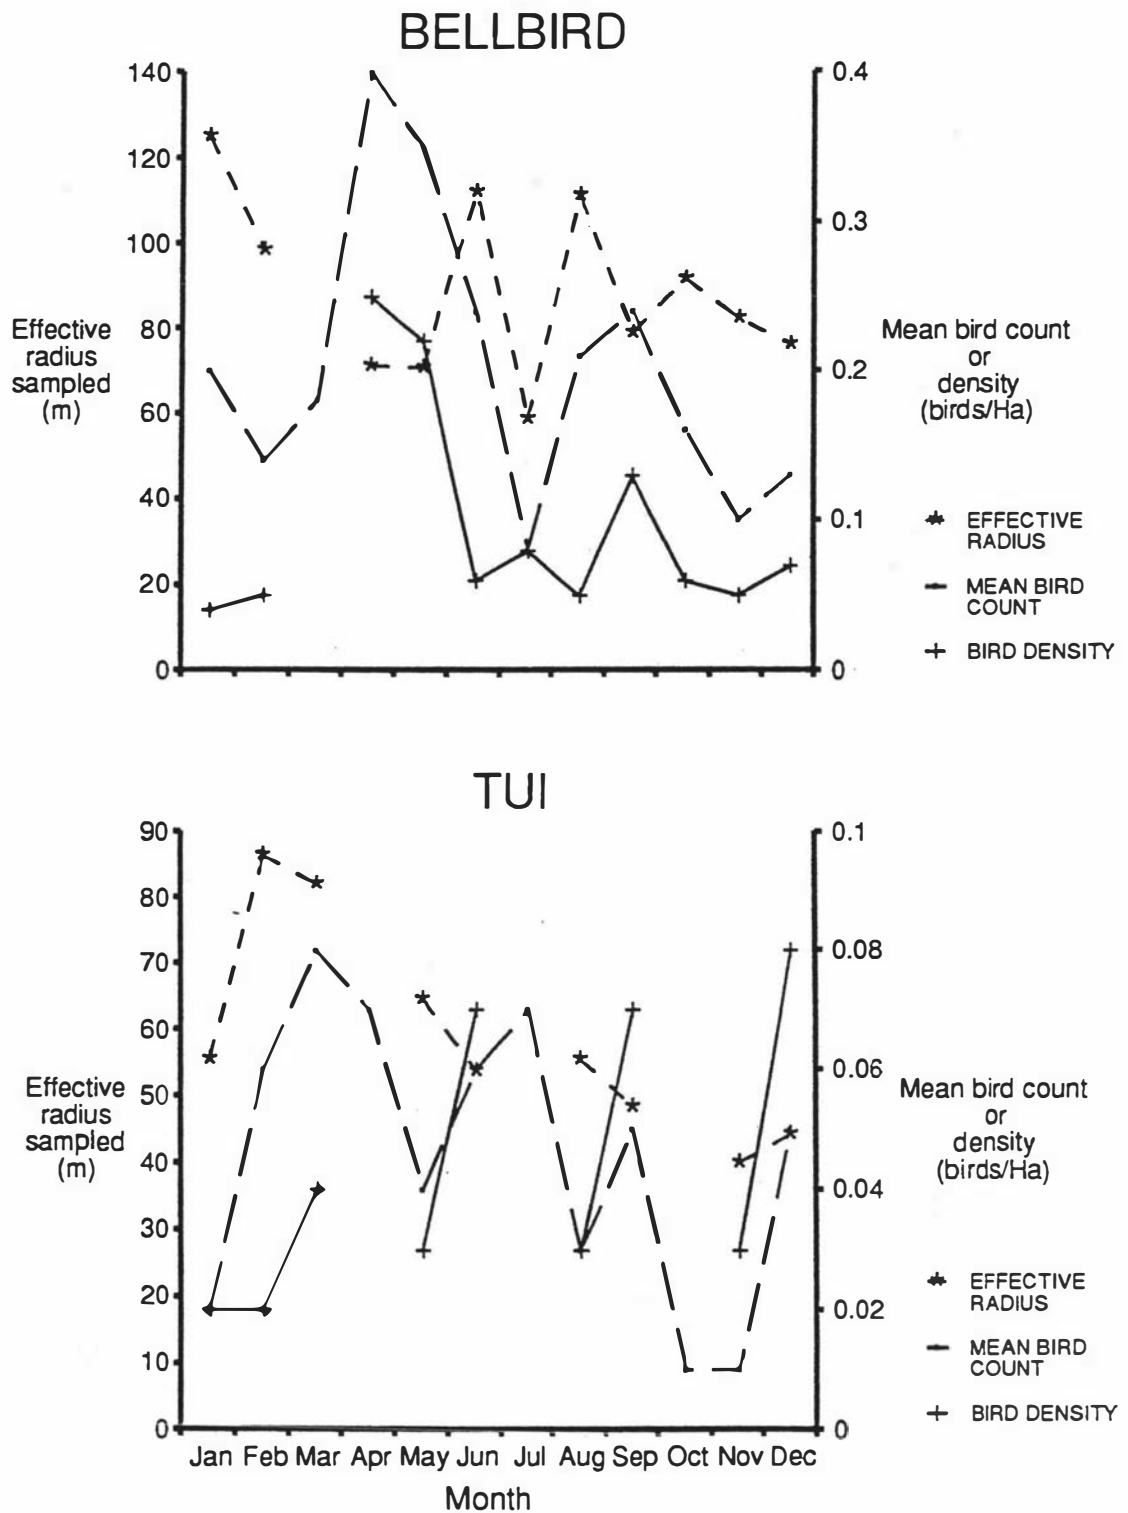 BELLBIRD
140
120
100
80
60
40
20
0
0.4
0.3
0.2
0.1
0
Effective
radius
sampled
(m)
Mean bird count
or
density
(birds/Ha)
EFFECTIVE
RADIUS
MEAN BIRD
COUNT
BIRD DENSITY
TUI
90
80
70
60
50
40
30
20
10
0
0.1
0.08
0.06
0.04
0.02
0
Effective
radius
sampled
(m)
Mean bird count
or
density
(birds/Ha)
EFFECTIVE
RADIUS
MEAN BIRD
COUNT
BIRD DENSITY
Jan Feb Mar Apr May Jun Jul Aug Sep Oct Nov Dec
Month